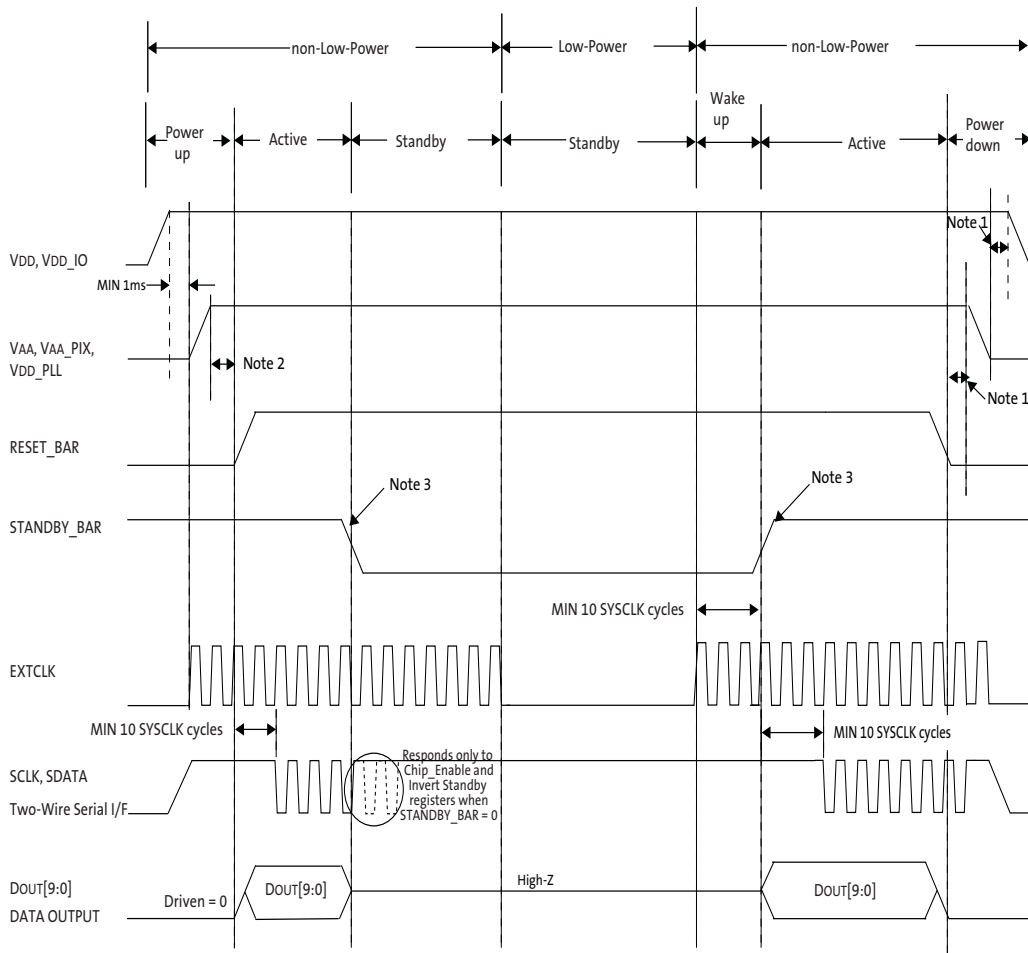 non-Low-Power
Low-Power
non-Low-Power
Power
up
Active
Standby
Standby
Wake
up
Active
Power
down
VDD, VDD_IO
MIN 1ms
Note 1
VAA, VAA_PIX,
VDD_PLL
Note 2
Note 1
RESET_BAR
STANDBY_BAR
Note 3
Note 3
MIN 10 SYSCLK cycles
EXTCLK
MIN 10 SYSCLK cycles
MIN 10 SYSCLK cycles
SCLK, SDATA
Two-Wire Serial I/F
Responds only to
Chip_Enable and
Invert Standby
registers when
STANDBY_BAR = 0
DOUT[9:0]
DATA OUTPUT
Driven = 0
DOUT[9:0]
High-Z
DOUT[9:0]